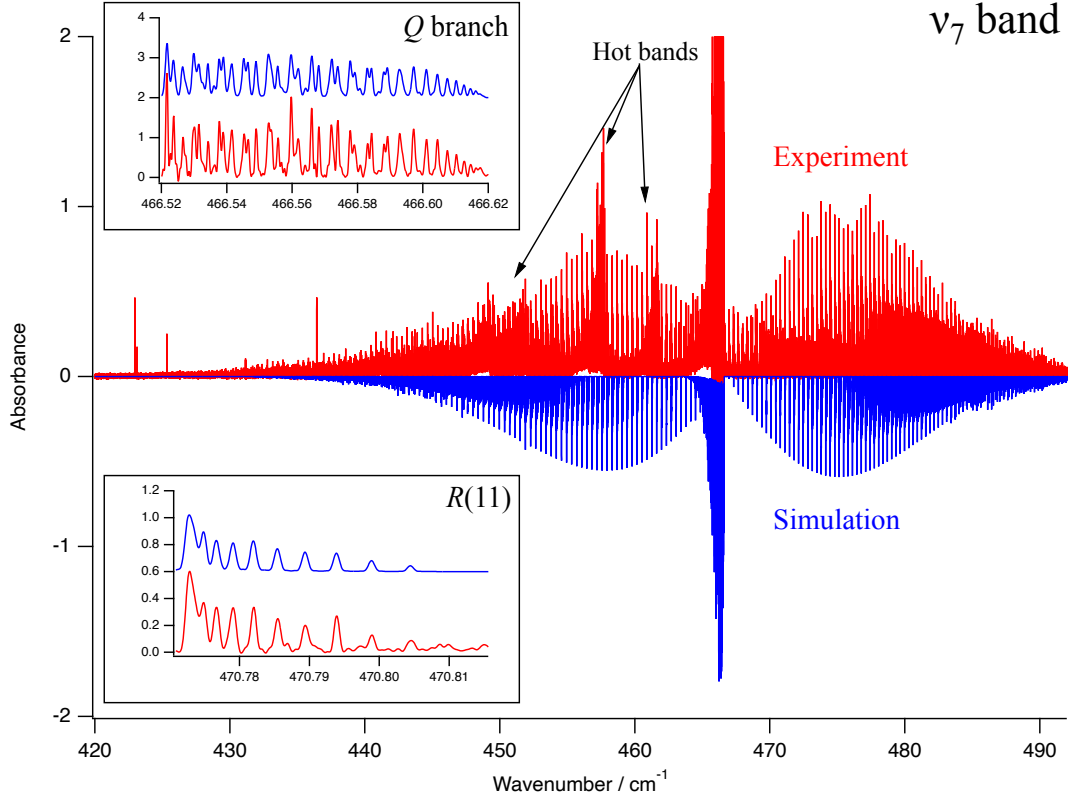 ν₇ band
Q branch
4
3
2
1
0
466.52 466.54 466.56 466.58 466.60 466.62
Hot bands
Experiment
Simulation
R(11)
1.2
1.0
0.8
0.6
0.4
0.2
0.0
470.78 470.79 470.80 470.81
Absorbance
2
1
0
-1
-2
420 430 440 450 460 470 480 490
Wavenumber / cm⁻¹